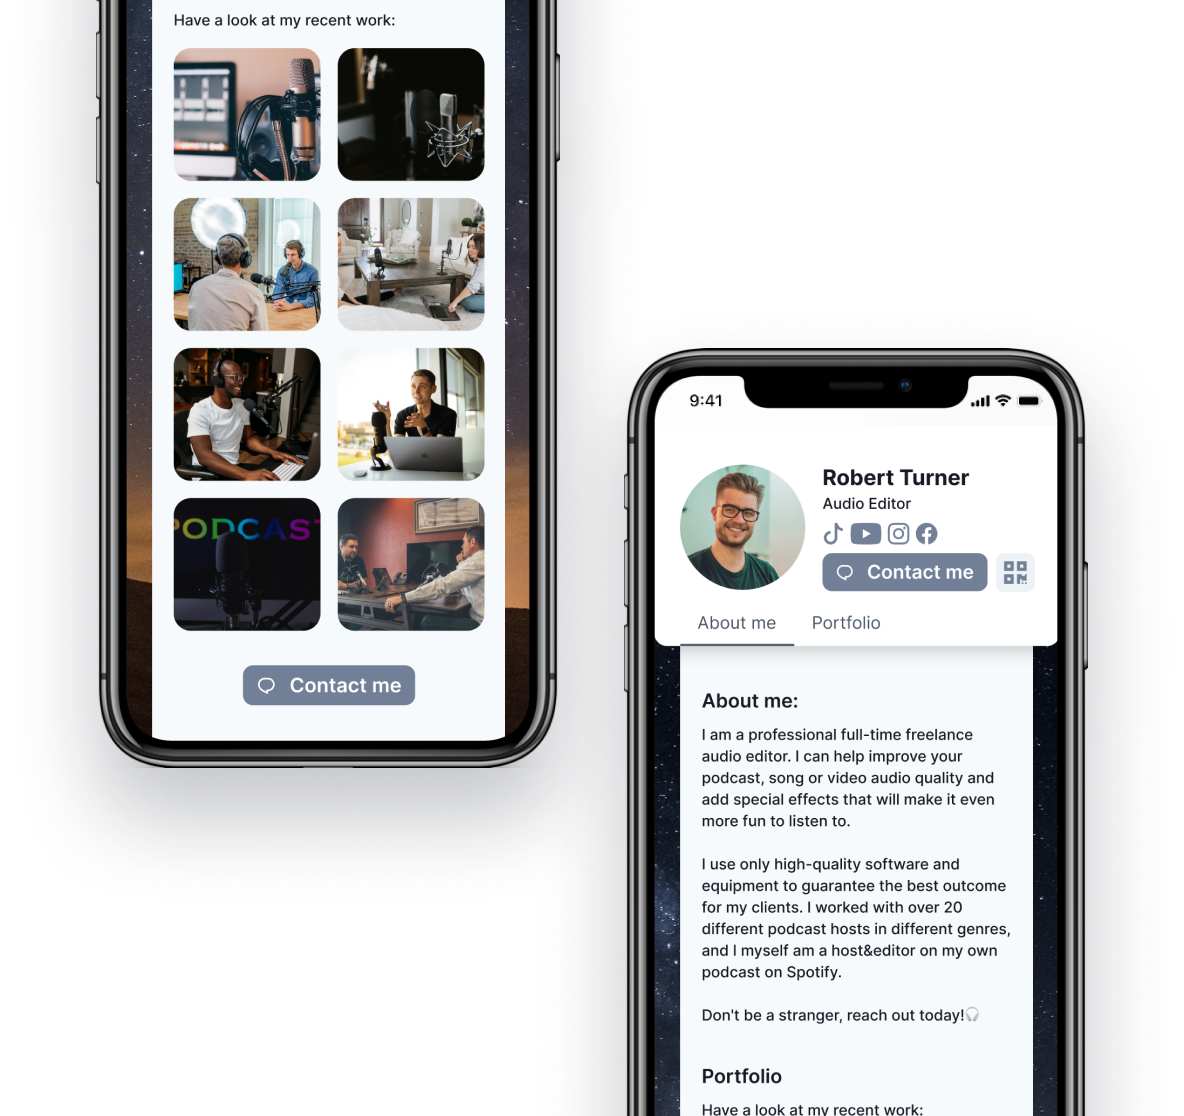 Have a look at my recent work:
PODCAST
Contact me
9:41
Robert Turner
Audio Editor
Contact me
About me
Portfolio
About me:
I am a professional full-time freelance
audio editor. I can help improve your
podcast, song or video audio quality and
add special effects that will make it even
more fun to listen to.
I use only high-quality software and
equipment to guarantee the best outcome
for my clients. I worked with over 20
different podcast hosts in different genres,
and I myself am a host&editor on my own
podcast on Spotify.
Don't be a stranger, reach out today!🎧
Portfolio
Have a look at my recent work: